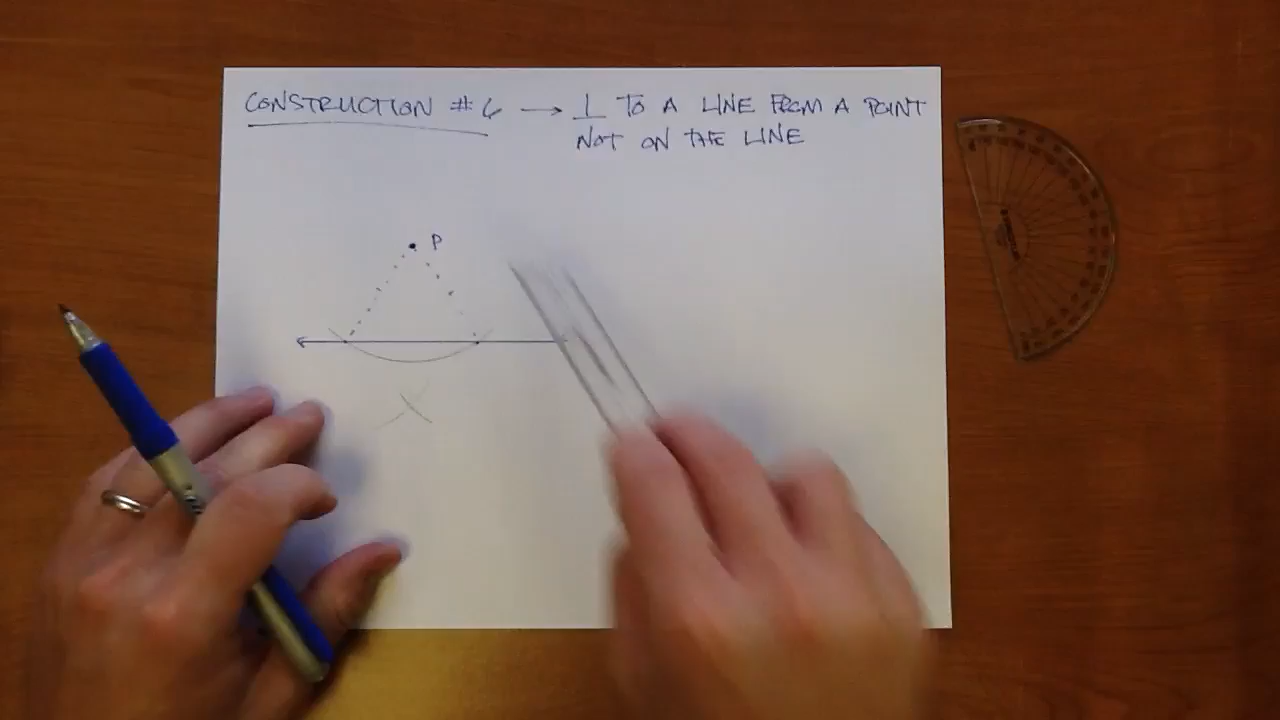 CONSTRUCTION #6 → ⊥ TO A LINE FROM A POINT
NOT ON THE LINE
P